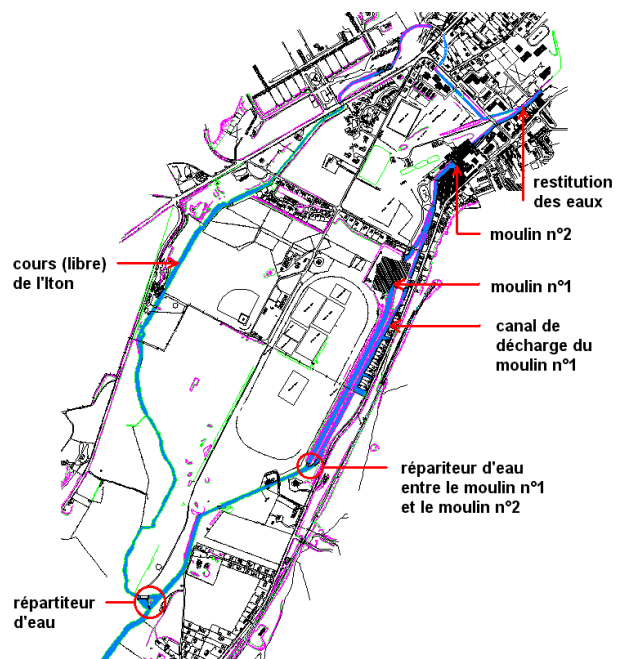 restitution
des eaux
moulin n°2
cours (libre)
de l'Iton
moulin n°1
canal de
décharge du
moulin n°1
répariteur d'eau
entre le moulin n°1
et le moulin n°2
répartiteur
d'eau